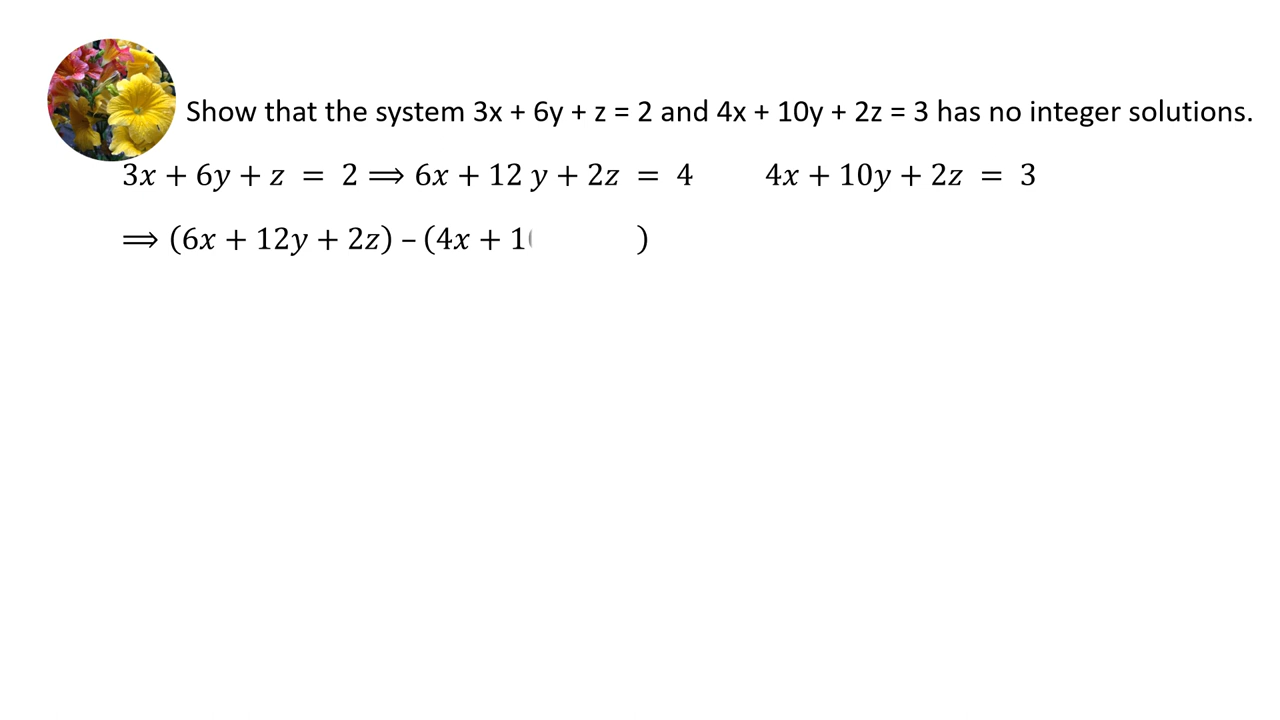 Show that the system 3x + 6y + z = 2 and 4x + 10y + 2z = 3 has no integer solutions.
3x + 6y + z = 2 ⟹ 6x + 12 y + 2z = 4 4x + 10y + 2z = 3
⟹ (6x + 12y + 2z) – (4x + 1 )